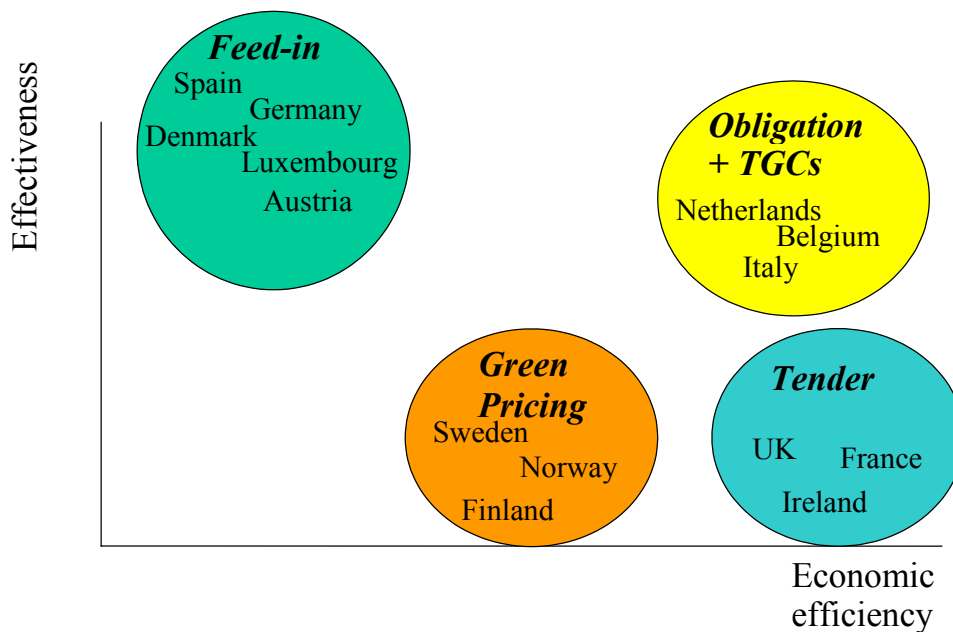 Effectiveness
Feed-in
Spain
Germany
Denmark
Luxembourg
Austria
Obligation
+ TGCs
Netherlands
Belgium
Italy
Green
Pricing
Sweden
Norway
Finland
Tender
UK
France
Ireland
Economic
efficiency